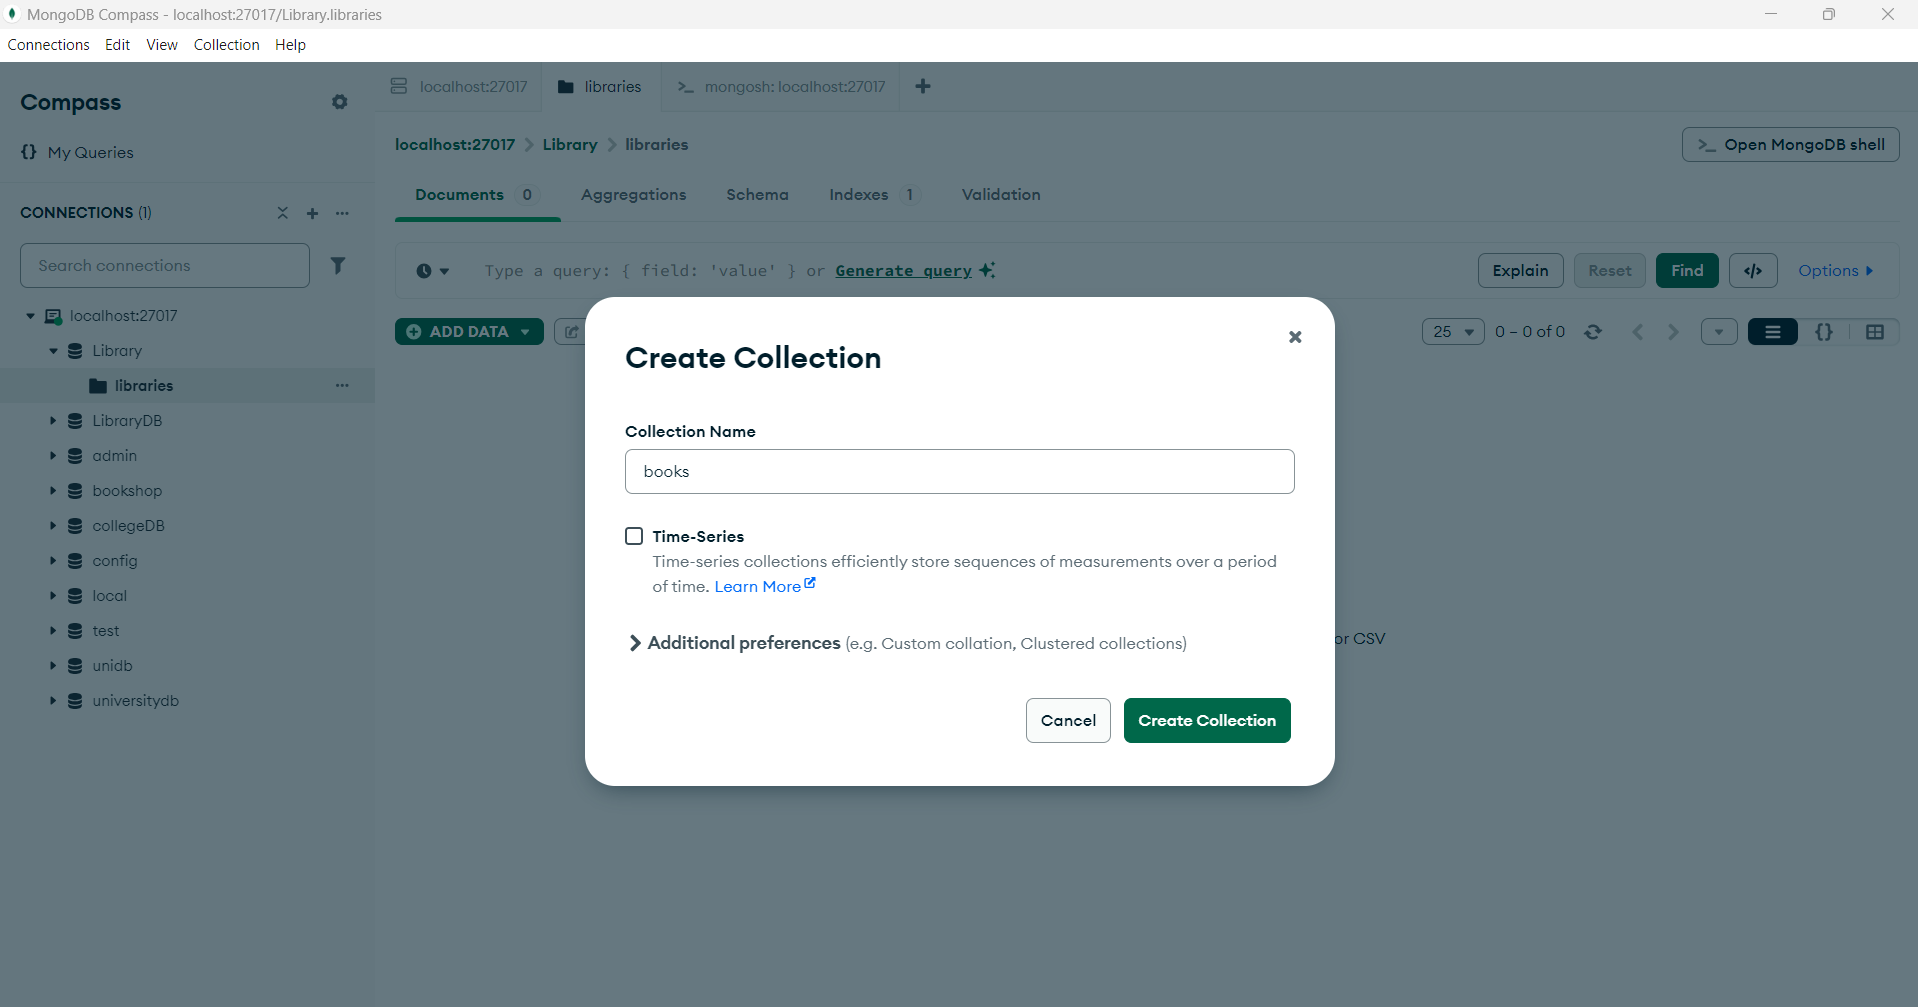 MongoDB Compass - localhost:27017/Library.libraries
Connections Edit View Collection Help
Compass
My Queries
CONNECTIONS (1)
Search connections
localhost:27017
Library
libraries
LibraryDB
admin
bookshop
collegeDB
config
local
test
unidb
universitydb
localhost:27017 libraries >_ mongosh: localhost:27017
localhost:27017 > Library > libraries
>_ Open MongoDB shell
Documents 0 Aggregations Schema Indexes 1 Validation
Type a query: { field: 'value' } or Generate query
Explain Reset Find </> Options
ADD DATA
25 0 – 0 of 0 {}
or CSV
Create Collection
Collection Name
books
Time-Series
Time-series collections efficiently store sequences of measurements over a period
of time. Learn More
Additional preferences (e.g. Custom collation, Clustered collections)
Cancel Create Collection